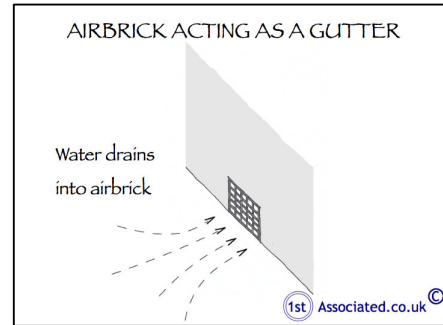 AIRBRICK ACTING AS A GUTTER
Water drains
into airbrick
1st Associated.co.uk ©